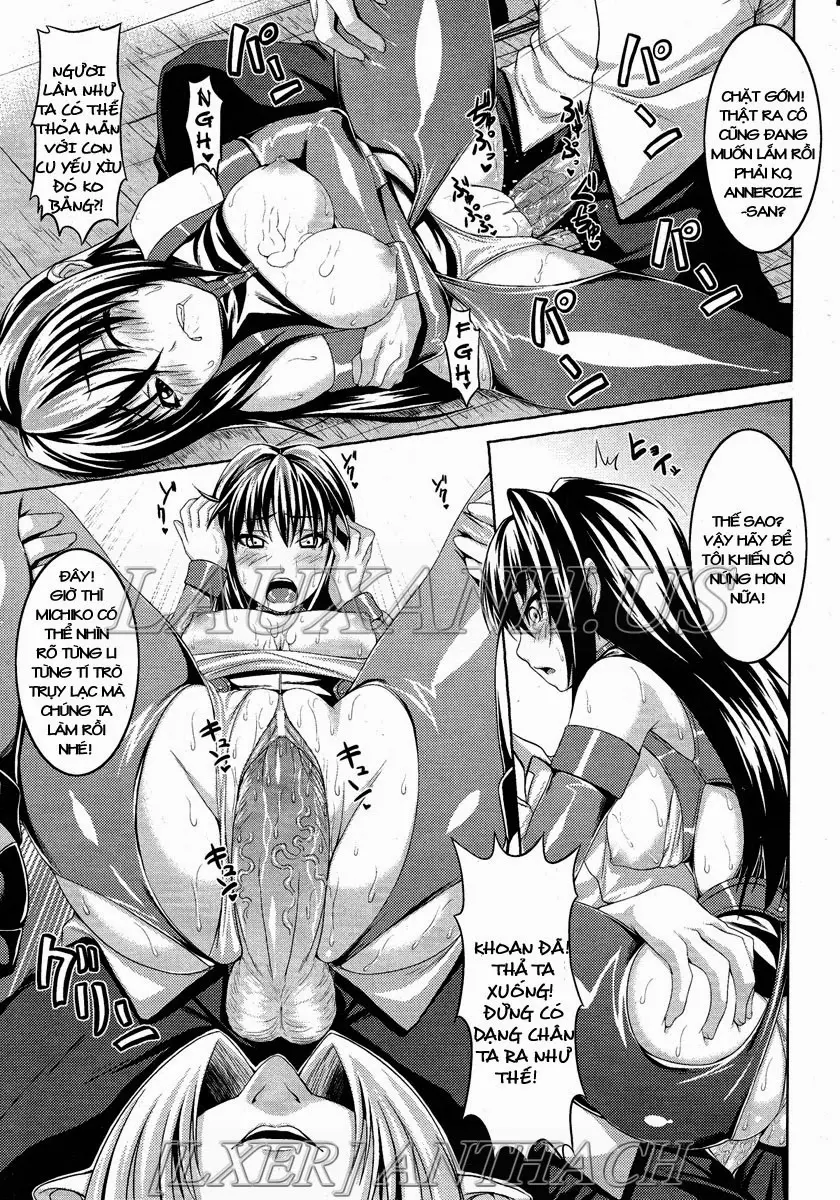 CHẶT GỚM!
THẬT RA CÔ
CŨNG ĐANG
MUỐN LẮM RỒI
PHẢI KO,
ANNEROZE
-SAN?
NGƯƠI
LÀM NHƯ
TA CÓ THỂ
THỎA MÃN
VỚI CON
CU YẾU XÌU
ĐÓ KO
BẰNG?!
NGH
FGH
THẾ SAO?
VẬY HÃY ĐỂ
TÔI KHIẾN CÔ
NỨNG HƠN
NỮA!
ĐÂY!
GIỜ THÌ
MICHIKO CÓ
THỂ NHÌN
RÕ TỪNG LI
TỪNG TÍ TRÒ
TRỤY LẠC MÀ
CHÚNG TA
LÀM RỒI
NHÉ!
KHOAN ĐÃ!
THẢ TA
XUỐNG!
ĐỪNG CÓ
DẠNG CHÂN
TA RA NHƯ
THẾ!
LAUXANH.US
[LXER]ANTHACH